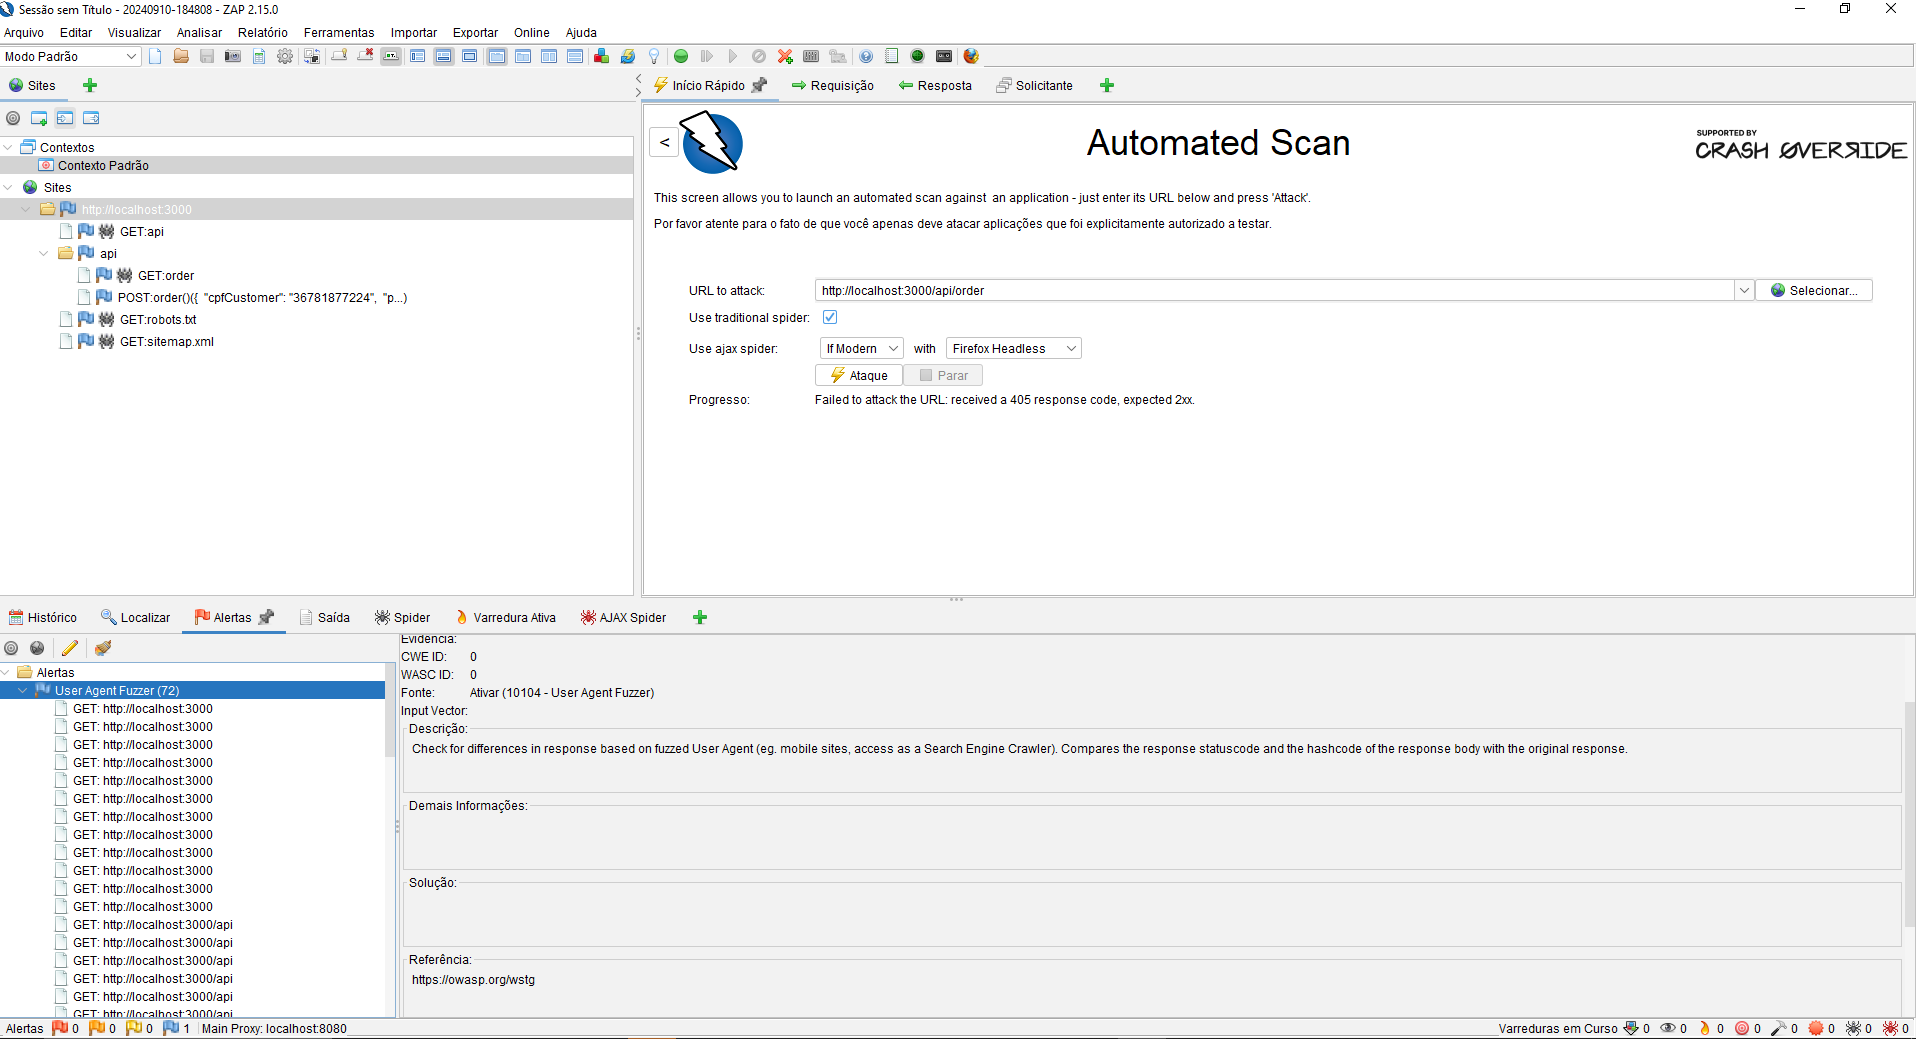 Sessão sem Título - 20240910-184808 - ZAP 2.15.0
Arquivo Editar Visualizar Analisar Relatório Ferramentas Importar Exportar Online Ajuda
Modo Padrão
Sites
Início Rápido Requisição Resposta Solicitante
Contextos
Contexto Padrão
Sites
http://localhost:3000
GET:api
api
GET:order
POST:order()({ "cpfCustomer": "36781877224", "p...)
GET:robots.txt
GET:sitemap.xml
<
Automated Scan
SUPPORTED BY
CRASH ØVERRIDE
This screen allows you to launch an automated scan against  an application - just enter its URL below and press 'Attack'.
Por favor atente para o fato de que você apenas deve atacar aplicações que foi explicitamente autorizado a testar.
URL to attack: http://localhost:3000/api/order Selecionar...
Use traditional spider:
Use ajax spider: If Modern with Firefox Headless
Ataque Parar
Progresso: Failed to attack the URL: received a 405 response code, expected 2xx.
Histórico Localizar Alertas Saída Spider Varredura Ativa AJAX Spider
Alertas
User Agent Fuzzer (72)
GET: http://localhost:3000
GET: http://localhost:3000
GET: http://localhost:3000
GET: http://localhost:3000
GET: http://localhost:3000
GET: http://localhost:3000
GET: http://localhost:3000
GET: http://localhost:3000
GET: http://localhost:3000
GET: http://localhost:3000
GET: http://localhost:3000
GET: http://localhost:3000
GET: http://localhost:3000/api
GET: http://localhost:3000/api
GET: http://localhost:3000/api
GET: http://localhost:3000/api
GET: http://localhost:3000/api
GET: http://localhost:3000/api
Evidência:
CWE ID: 0
WASC ID: 0
Fonte: Ativar (10104 - User Agent Fuzzer)
Input Vector:
Descrição:
Check for differences in response based on fuzzed User Agent (eg. mobile sites, access as a Search Engine Crawler). Compares the response statuscode and the hashcode of the response body with the original response.
Demais Informações:
Solução:
Referência:
https://owasp.org/wstg
Alertas 0 0 0 1 Main Proxy: localhost:8080 Varreduras em Curso 0 0 0 0 0 0 0 0